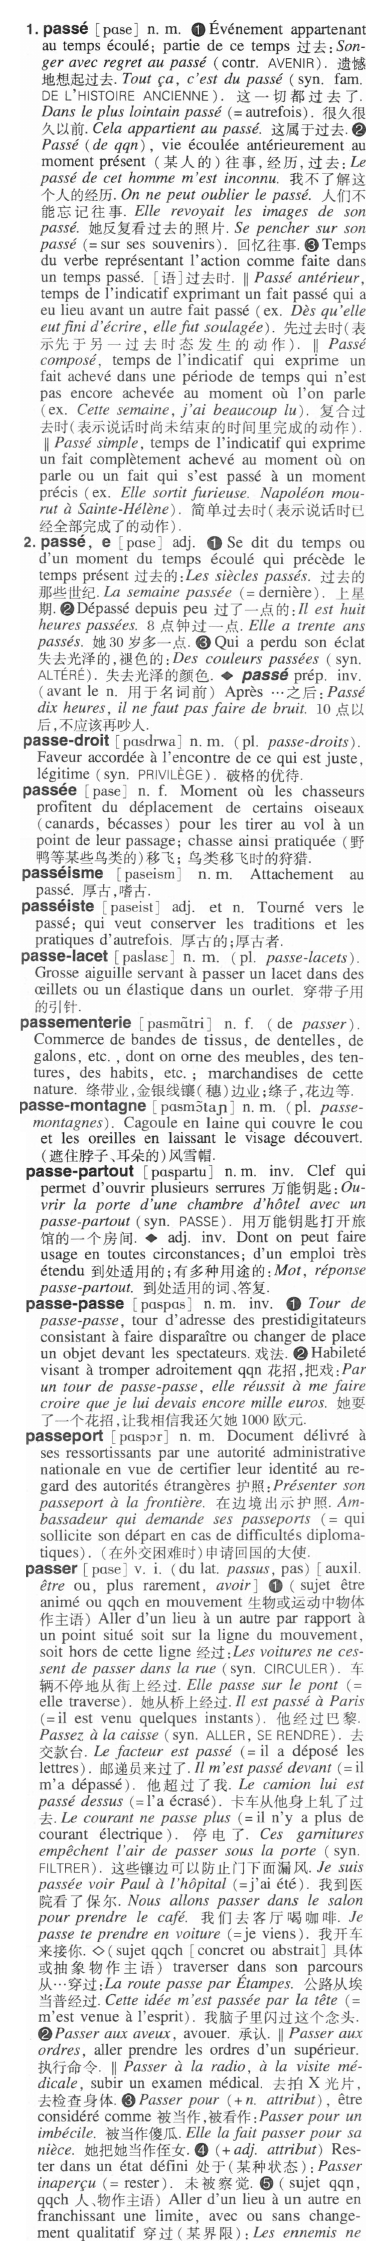 1. passé [pɑse] n. m. ❶ Événement appartenant
au temps écoulé; partie de ce temps 过去:Son-
ger avec regret au passé (contr. AVENIR). 遗憾
地想起过去. Tout ça, c'est du passé (syn. fam.
DE L'HISTOIRE ANCIENNE). 这一切都过去了.
Dans le plus lointain passé (=autrefois). 很久很
久以前. Cela appartient au passé. 这属于过去. ❷
Passé (de qqn), vie écoulée antérieurement au
moment présent (某人的)往事,经历,过去:Le
passé de cet homme m'est inconnu. 我不了解这
个人的经历. On ne peut oublier le passé. 人们不
能忘记往事. Elle revoyait les images de son
passé. 她反复看过去的照片. Se pencher sur son
passé (=sur ses souvenirs). 回忆往事. ❸ Temps
du verbe représentant l'action comme faite dans
un temps passé. [语]过去时. ‖ Passé antérieur,
temps de l'indicatif exprimant un fait passé qui a
eu lieu avant un autre fait passé (ex. Dès qu'elle
eut fini d'écrire, elle fut soulagée). 先过去时(表
示先于另一过去时态发生的动作). ‖ Passé
composé, temps de l'indicatif qui exprime un
fait achevé dans une période de temps qui n'est
pas encore achevée au moment où l'on parle
(ex. Cette semaine, j'ai beaucoup lu). 复合过
去时(表示说话时尚未结束的时间里完成的动作).
‖ Passé simple, temps de l'indicatif qui exprime
un fait complètement achevé au moment où on
parle ou un fait qui s'est passé à un moment
précis (ex. Elle sortit furieuse. Napoléon mou-
rut à Sainte-Hélène). 简单过去时(表示说话时已
经全部完成了的动作).
2. passé, e [pɑse] adj. ❶ Se dit du temps ou
d'un moment du temps écoulé qui précède le
temps présent 过去的:Les siècles passés. 过去的
那些世纪. La semaine passée (= dernière). 上星
期. ❷ Dépassé depuis peu 过了一点的:Il est huit
heures passées. 8 点钟过一点. Elle a trente ans
passés. 她30岁多一点. ❸ Qui a perdu son éclat
失去光泽的,褪色的:Des couleurs passées (syn.
ALTÉRÉ). 失去光泽的颜色. ◆ passé prép. inv.
(avant le n. 用于名词前) Après …之后:Passé
dix heures, il ne faut pas faire de bruit. 10 点以
后,不应该再吵人.
passe-droit [pɑsdrwa] n. m. (pl. passe-droits).
Faveur accordée à l'encontre de ce qui est juste,
légitime (syn. PRIVILÈGE). 破格的优待.
passée [pase] n. f. Moment où les chasseurs
profitent du déplacement de certains oiseaux
(canards, bécasses) pour les tirer au vol à un
point de leur passage; chasse ainsi pratiquée (野
鸭等某些鸟类的)移飞; 鸟类移飞时的狩猎.
passéisme [paseism] n. m. Attachement au
passé. 厚古,嗜古.
passéiste [paseist] adj. et n. Tourné vers le
passé; qui veut conserver les traditions et les
pratiques d'autrefois. 厚古的;厚古者.
passe-lacet [paslasɛ] n. m. (pl. passe-lacets).
Grosse aiguille servant à passer un lacet dans des
œillets ou un élastique dans un ourlet. 穿带子用
的引针.
passementerie [pasmɑ̃tri] n. f. (de passer).
Commerce de bandes de tissus, de dentelles, de
galons, etc., dont on orne des meubles, des ten-
tures, des habits, etc.; marchandises de cette
nature. 绦带业,金银线镶(穗)边业;绦子,花边等.
passe-montagne [pasmɔ̃taɲ] n. m. (pl. passe-
montagnes). Cagoule en laine qui couvre le cou
et les oreilles en laissant le visage découvert.
(遮住脖子、耳朵的)风雪帽.
passe-partout [pɑspartu] n. m. inv. Clef qui
permet d'ouvrir plusieurs serrures 万能钥匙:Ou-
vrir la porte d'une chambre d'hôtel avec un
passe-partout (syn. PASSE). 用万能钥匙打开旅
馆的一个房间. ◆ adj. inv. Dont on peut faire
usage en toutes circonstances; d'un emploi très
étendu 到处适用的;有多种用途的:Mot, réponse
passe-partout. 到处适用的词、答复.
passe-passe [pɑspɑs] n. m. inv. ❶ Tour de
passe-passe, tour d'adresse des prestidigitateurs
consistant à faire disparaître ou changer de place
un objet devant les spectateurs. 戏法. ❷ Habileté
visant à tromper adroitement qqn 花招,把戏:Par
un tour de passe-passe, elle réussit à me faire
croire que je lui devais encore mille euros. 她耍
了一个花招,让我相信我还欠她 1000 欧元.
passeport [pɑspɔr] n. m. Document délivré à
ses ressortissants par une autorité administrative
nationale en vue de certifier leur identité au re-
gard des autorités étrangères 护照:Présenter son
passeport à la frontière. 在边境出示护照. Am-
bassadeur qui demande ses passeports (= qui
sollicite son départ en cas de difficultés diploma-
tiques). (在外交困难时)申请回国的大使.
passer [pɑse] v. i. (du lat. passus, pas) [auxil.
être ou, plus rarement, avoir] ❶ (sujet être
animé ou qqch en mouvement 生物或运动中物体
作主语) Aller d'un lieu à un autre par rapport à
un point situé soit sur la ligne du mouvement,
soit hors de cette ligne 经过:Les voitures ne ces-
sent de passer dans la rue (syn. CIRCULER). 车
辆不停地从街上经过. Elle passe sur le pont (=
elle traverse). 她从桥上经过. Il est passé à Paris
(=il est venu quelques instants). 他经过巴黎.
Passez à la caisse (syn. ALLER, SE RENDRE). 去
交款台. Le facteur est passé (=il a déposé les
lettres). 邮递员来过了. Il m'est passé devant (=il
m'a dépassé). 他超过了我. Le camion lui est
passé dessus (=l'a écrasé). 卡车从他身上轧了过
去. Le courant ne passe plus (=il n'y a plus de
courant électrique). 停电了. Ces garnitures
empêchent l'air de passer sous la porte (syn.
FILTRER). 这些镶边可以防止门下面漏风. Je suis
passée voir Paul à l'hôpital (=j'ai été). 我到医
院看了保尔. Nous allons passer dans le salon
pour prendre le café. 我们去客厅喝咖啡. Je
passe te prendre en voiture (=je viens). 我开车
来接你. ◇(sujet qqch [concret ou abstrait] 具体
或抽象物作主语) traverser dans son parcours
从…穿过:La route passe par Étampes. 公路从埃
当普经过. Cette idée m'est passée par la tête (=
m'est venue à l'esprit). 我脑子里闪过这个念头.
❷ Passer aux aveux, avouer. 承认. ‖ Passer aux
ordres, aller prendre les ordres d'un supérieur.
执行命令. ‖ Passer à la radio, à la visite mé-
dicale, subir un examen médical. 去拍 X 光片,
去检查身体. ❸ Passer pour (+n. attribut), être
considéré comme 被当作,被看作:Passer pour un
imbécile. 被当作傻瓜. Elle la fait passer pour sa
nièce. 她把她当作侄女. ❹ (+adj. attribut) Res-
ter dans un état défini 处于(某种状态):Passer
inaperçu (= rester). 未被察觉. ❺ (sujet qqn,
qqch 人、物作主语) Aller d'un lieu à un autre en
franchissant une limite, avec ou sans change-
ment qualitatif 穿过(某界限):Les ennemis ne